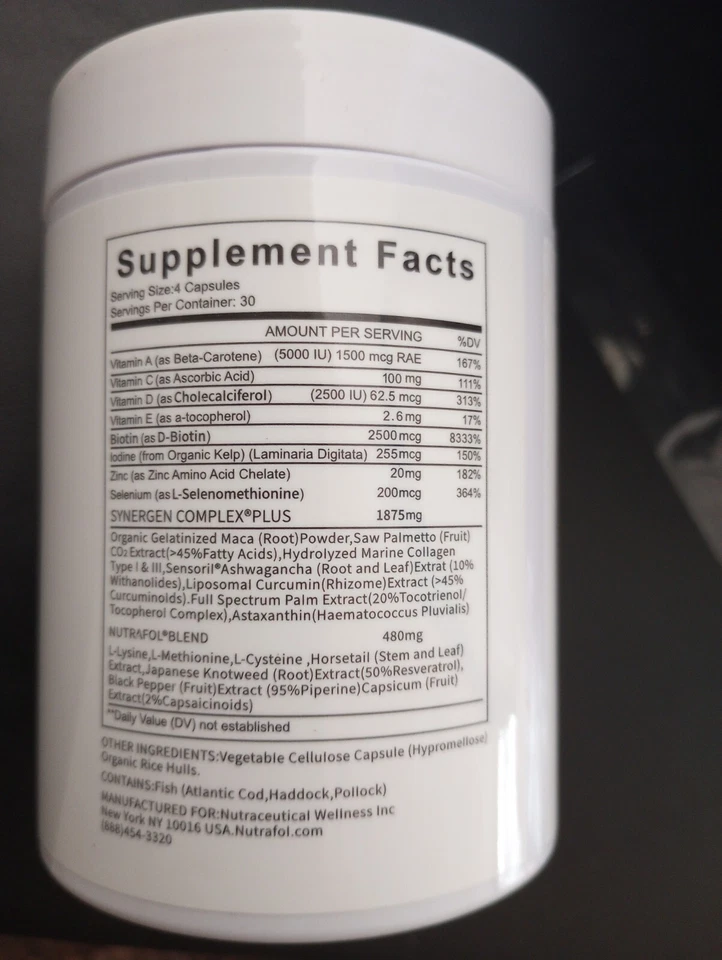 Supplement Facts
Serving Size:4 Capsules
Servings Per Container: 30
AMOUNT PER SERVING %DV
Vitamin A (as Beta-Carotene) (5000 IU) 1500 mcg RAE 167%
Vitamin C (as Ascorbic Acid) 100 mg 111%
Vitamin D (as Cholecalciferol) (2500 IU) 62.5 mcg 313%
Vitamin E (as a-tocopherol) 2.6mg 17%
Biotin (as D-Biotin) 2500mcg 8333%
Iodine (from Organic Kelp) (Laminaria Digitata) 255mcg 150%
Zinc (as Zinc Amino Acid Chelate) 20mg 182%
Selenium (as L-Selenomethionine) 200mcg 364%
SYNERGEN COMPLEX®PLUS 1875mg
Organic Gelatinized Maca (Root)Powder,Saw Palmetto (Fruit)
CO2 Extract(>45%Fatty Acids),Hydrolyzed Marine Collagen
Type I & III,Sensoril®Ashwagancha (Root and Leaf)Extrat (10%
Withanolides),Liposomal Curcumin(Rhizome)Extract (>45%
Curcuminoids).Full Spectrum Palm Extract(20%Tocotrienol/
Tocopherol Complex),Astaxanthin(Haematococcus Pluvialis)
NUTRAFOL®BLEND 480mg
L-Lysine,L-Methionine,L-Cysteine ,Horsetail (Stem and Leaf)
Extract,Japanese Knotweed (Root)Extract(50%Resveratrol),
Black Pepper (Fruit)Extract (95%Piperine)Capsicum (Fruit)
Extract(2%Capsaicinoids)
**Daily Value (DV) not established
OTHER INGREDIENTS:Vegetable Cellulose Capsule (Hypromellose)
Organic Rice Hulls.
CONTAINS:Fish (Atlantic Cod,Haddock,Pollock)
MANUFACTURED FOR:Nutraceutical Wellness Inc
New York NY 10016 USA.Nutrafol.com
(888)454-3320